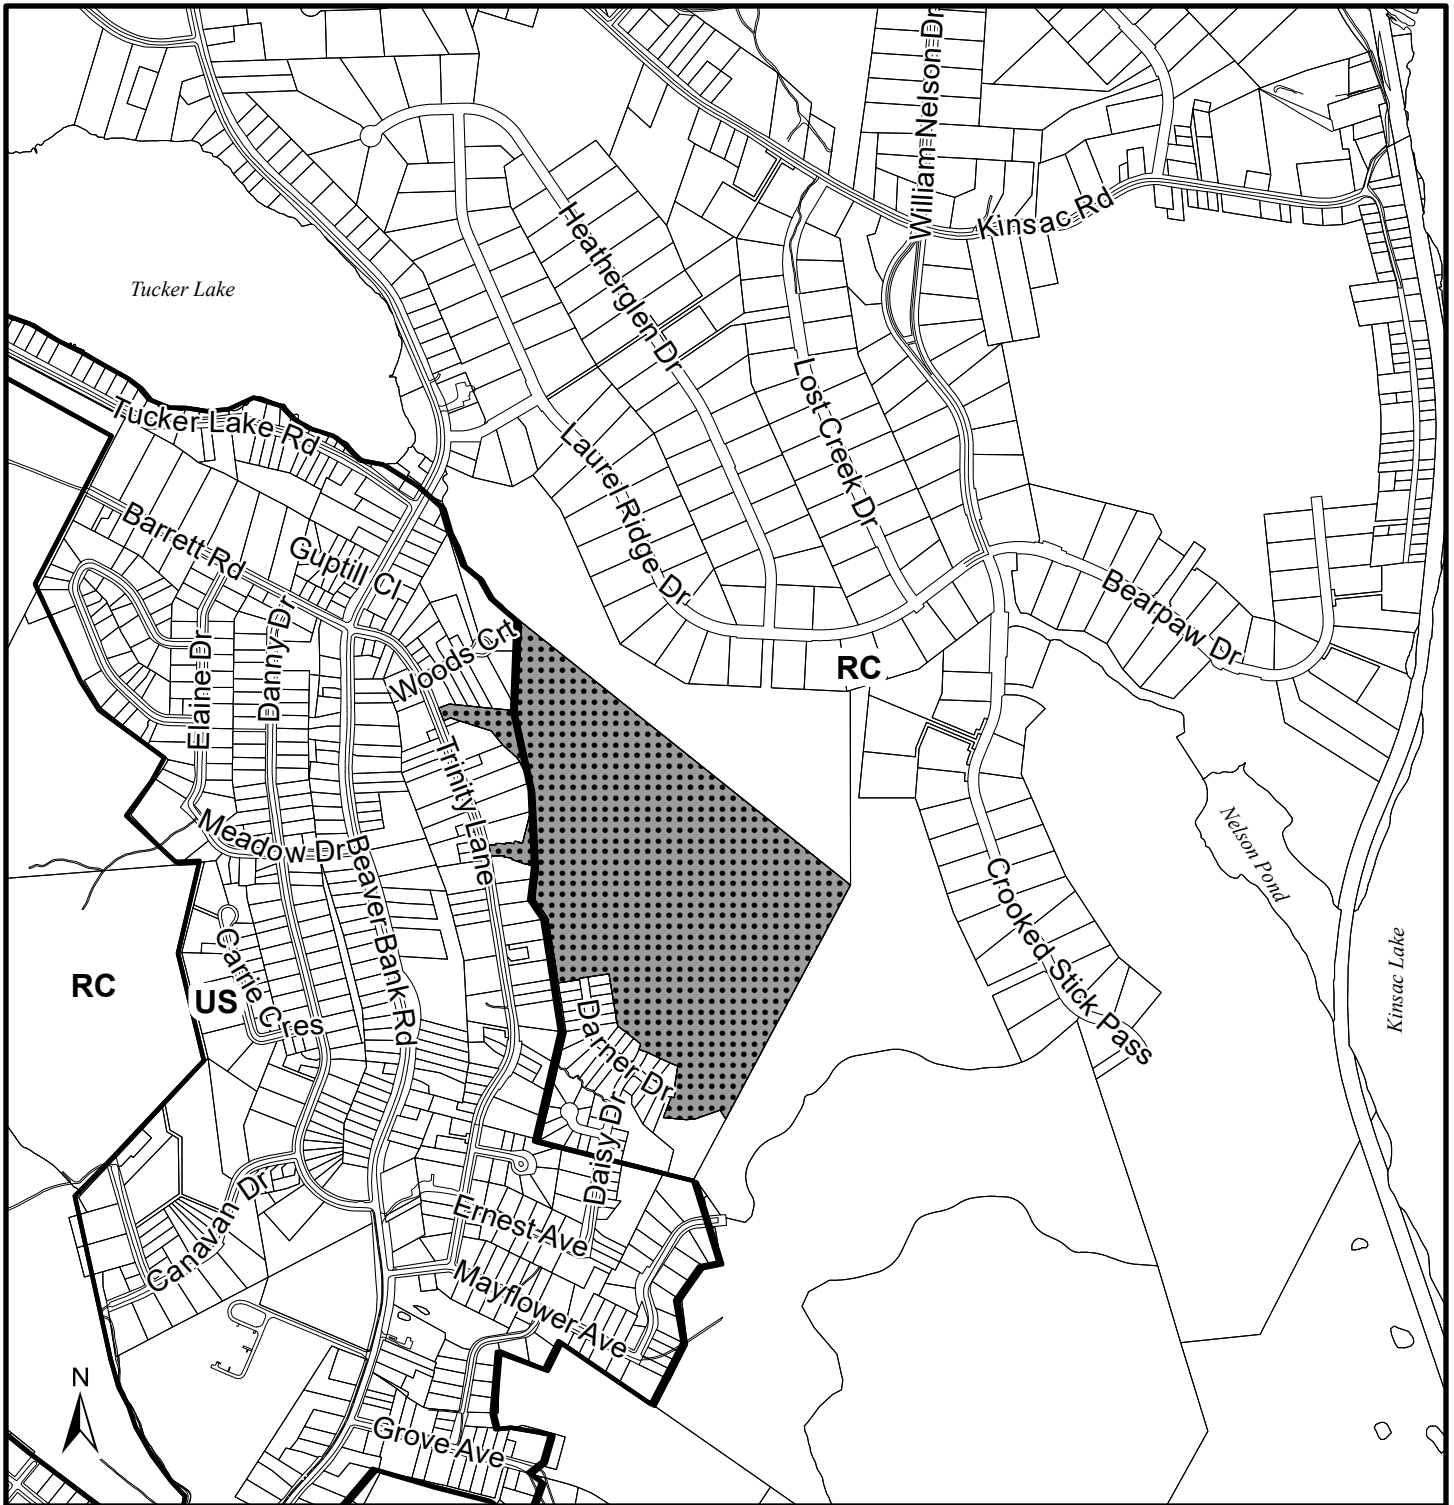 William Nelson Dr
Kinsac Rd
Heatherglen Dr
Tucker Lake
Lost Creek Dr
Tucker Lake Rd
Laurel Ridge Dr
Barrett Rd
Guptill Cl
Bearpaw Dr
Woods Crt
Elaine Dr
Danny Dr
RC
Trinity Lane
Meadow Dr
Beaver Bank Rd
Nelson Pond
Crooked Stick Pass
Carrie Cres
Kinsac Lake
RC
US
Darner Dr
Daisy Dr
Canavan Dr
Ernest Ave
Mayflower Ave
N
Grove Ave